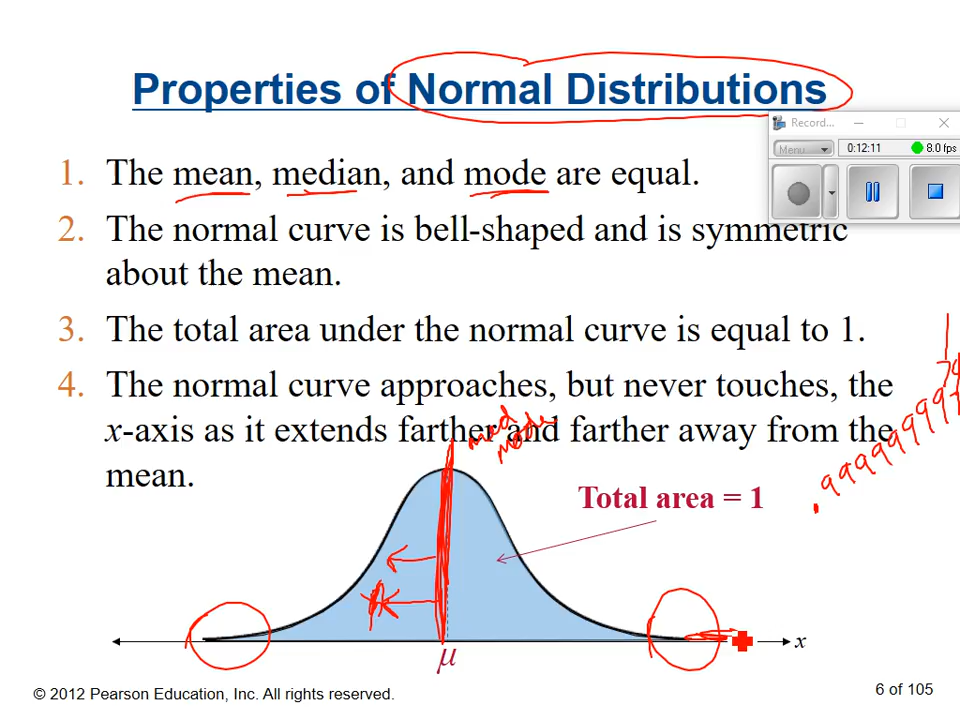 Properties of Normal Distributions
Record...
Menu
0:12:11
8.0 fps
1. The mean, median, and mode are equal.
2. The normal curve is bell-shaped and is symmetric
about the mean.
3. The total area under the normal curve is equal to 1.
4. The normal curve approaches, but never touches, the
x-axis as it extends farther and farther away from the
mean.
med
mode
Total area = 1
x
μ
© 2012 Pearson Education, Inc. All rights reserved.
6 of 105